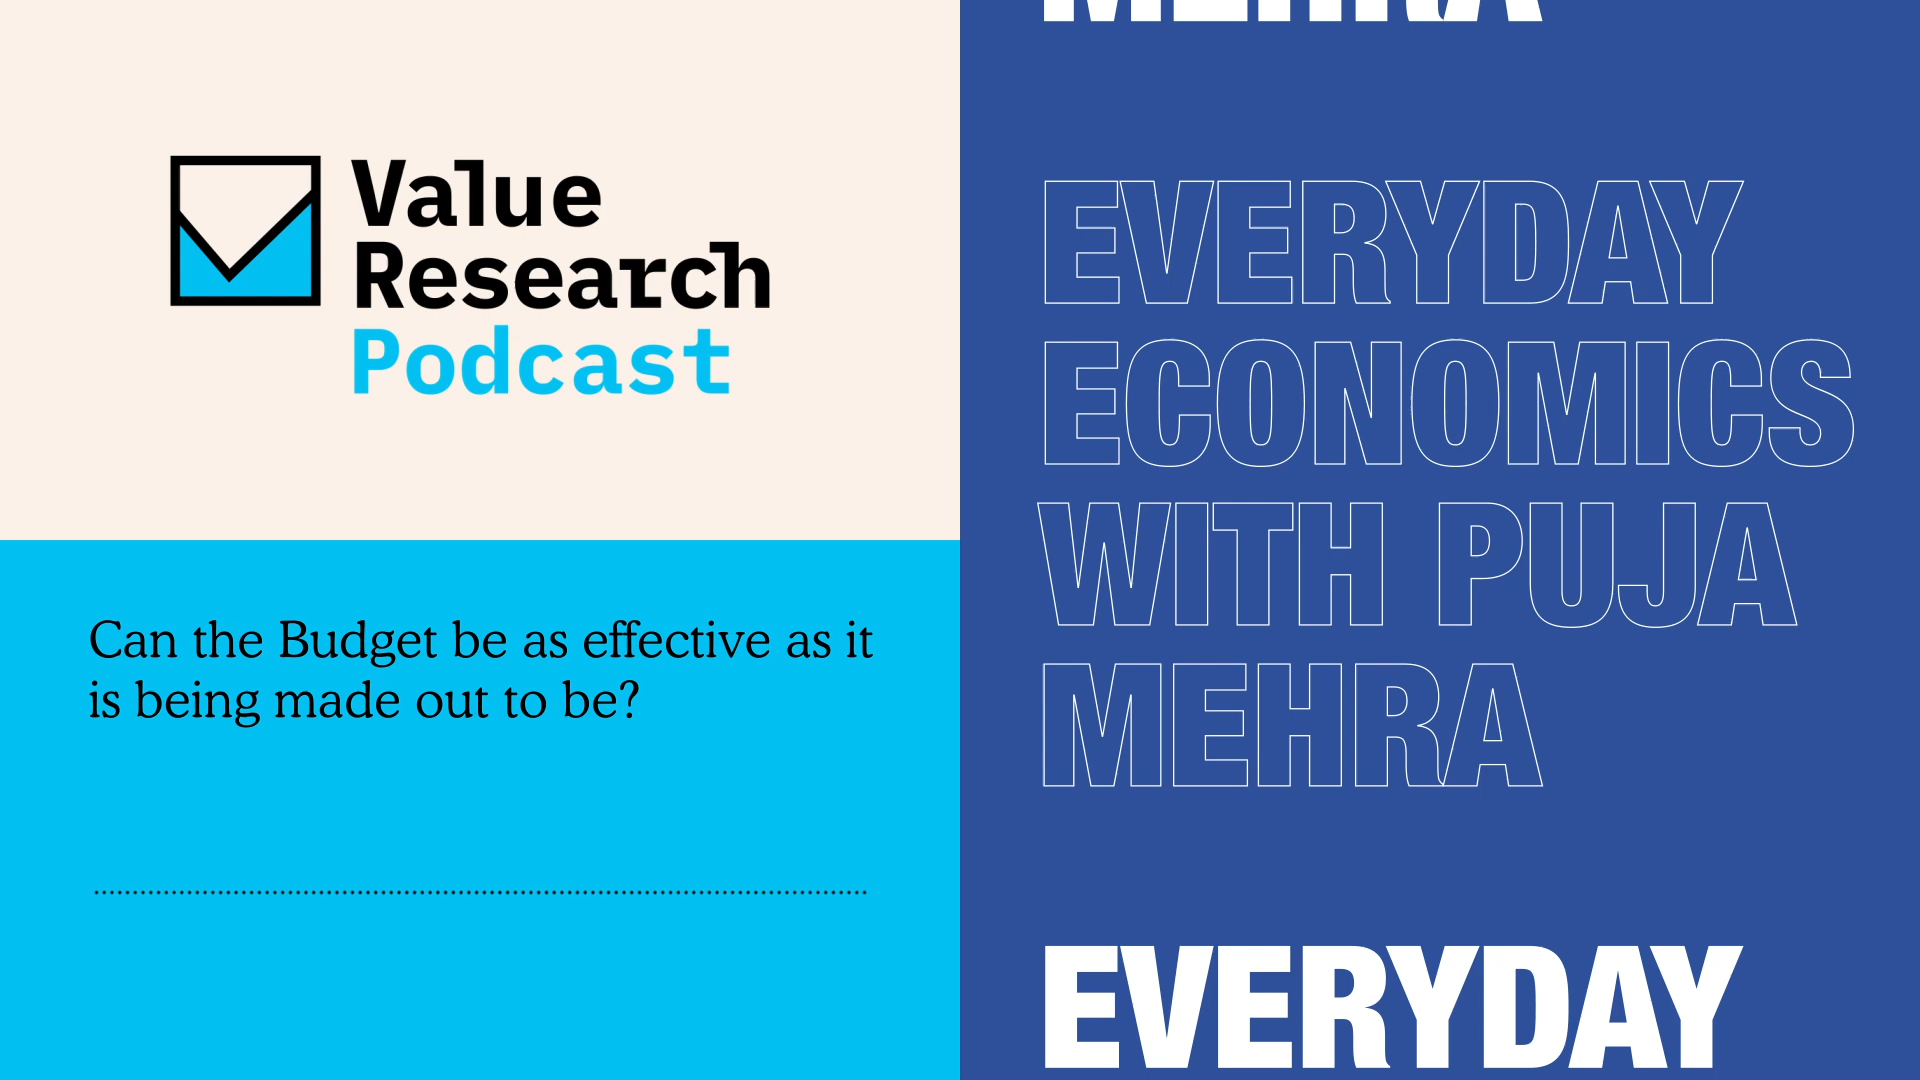 Value
Research
Podcast
Can the Budget be as effective as it
is being made out to be?
MEHRA
EVERYDAY
ECONOMICS
WITH PUJA
MEHRA
EVERYDAY